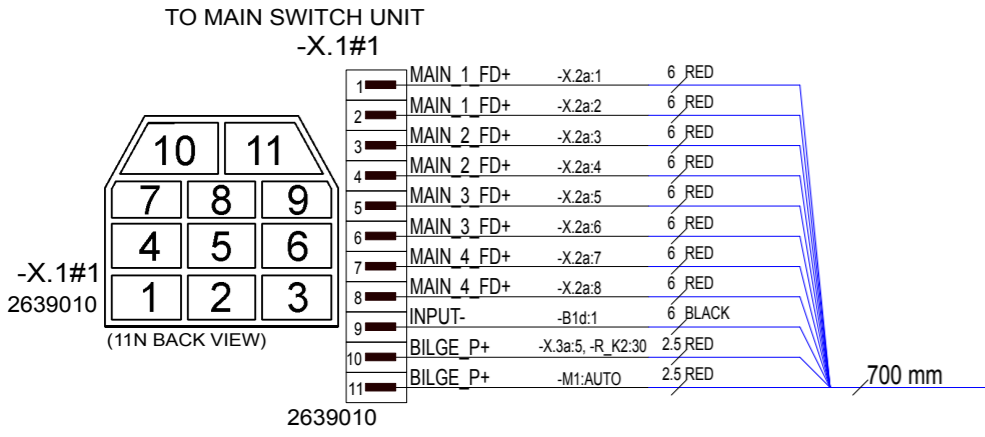 TO MAIN SWITCH UNIT
-X.1#1
1 MAIN_1_FD+ -X.2a:1 6 RED
2 MAIN_1_FD+ -X.2a:2 6 RED
3 MAIN_2_FD+ -X.2a:3 6 RED
4 MAIN_2_FD+ -X.2a:4 6 RED
5 MAIN_3_FD+ -X.2a:5 6 RED
6 MAIN_3_FD+ -X.2a:6 6 RED
7 MAIN_4_FD+ -X.2a:7 6 RED
8 MAIN_4_FD+ -X.2a:8 6 RED
9 INPUT- -B1d:1 6 BLACK
10 BILGE_P+ -X.3a:5, -R_K2:30 2.5 RED
11 BILGE_P+ -M1:AUTO 2.5 RED
700 mm
2639010
10 11
7 8 9
4 5 6
1 2 3
-X.1#1
2639010
(11N BACK VIEW)